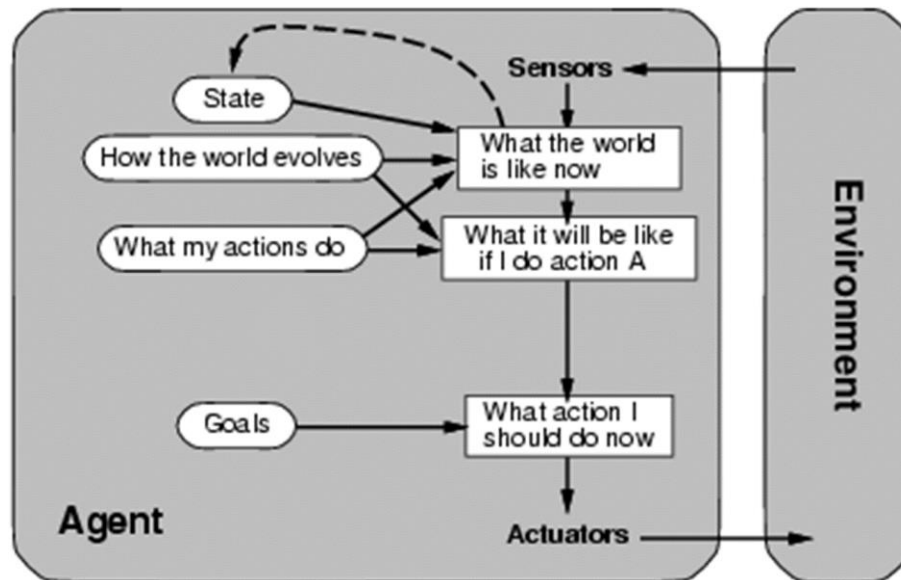 Sensors
State
What the world
is like now
How the world evolves
What it will be like
if I do action A
What my actions do
Environment
What action I
should do now
Goals
Agent
Actuators